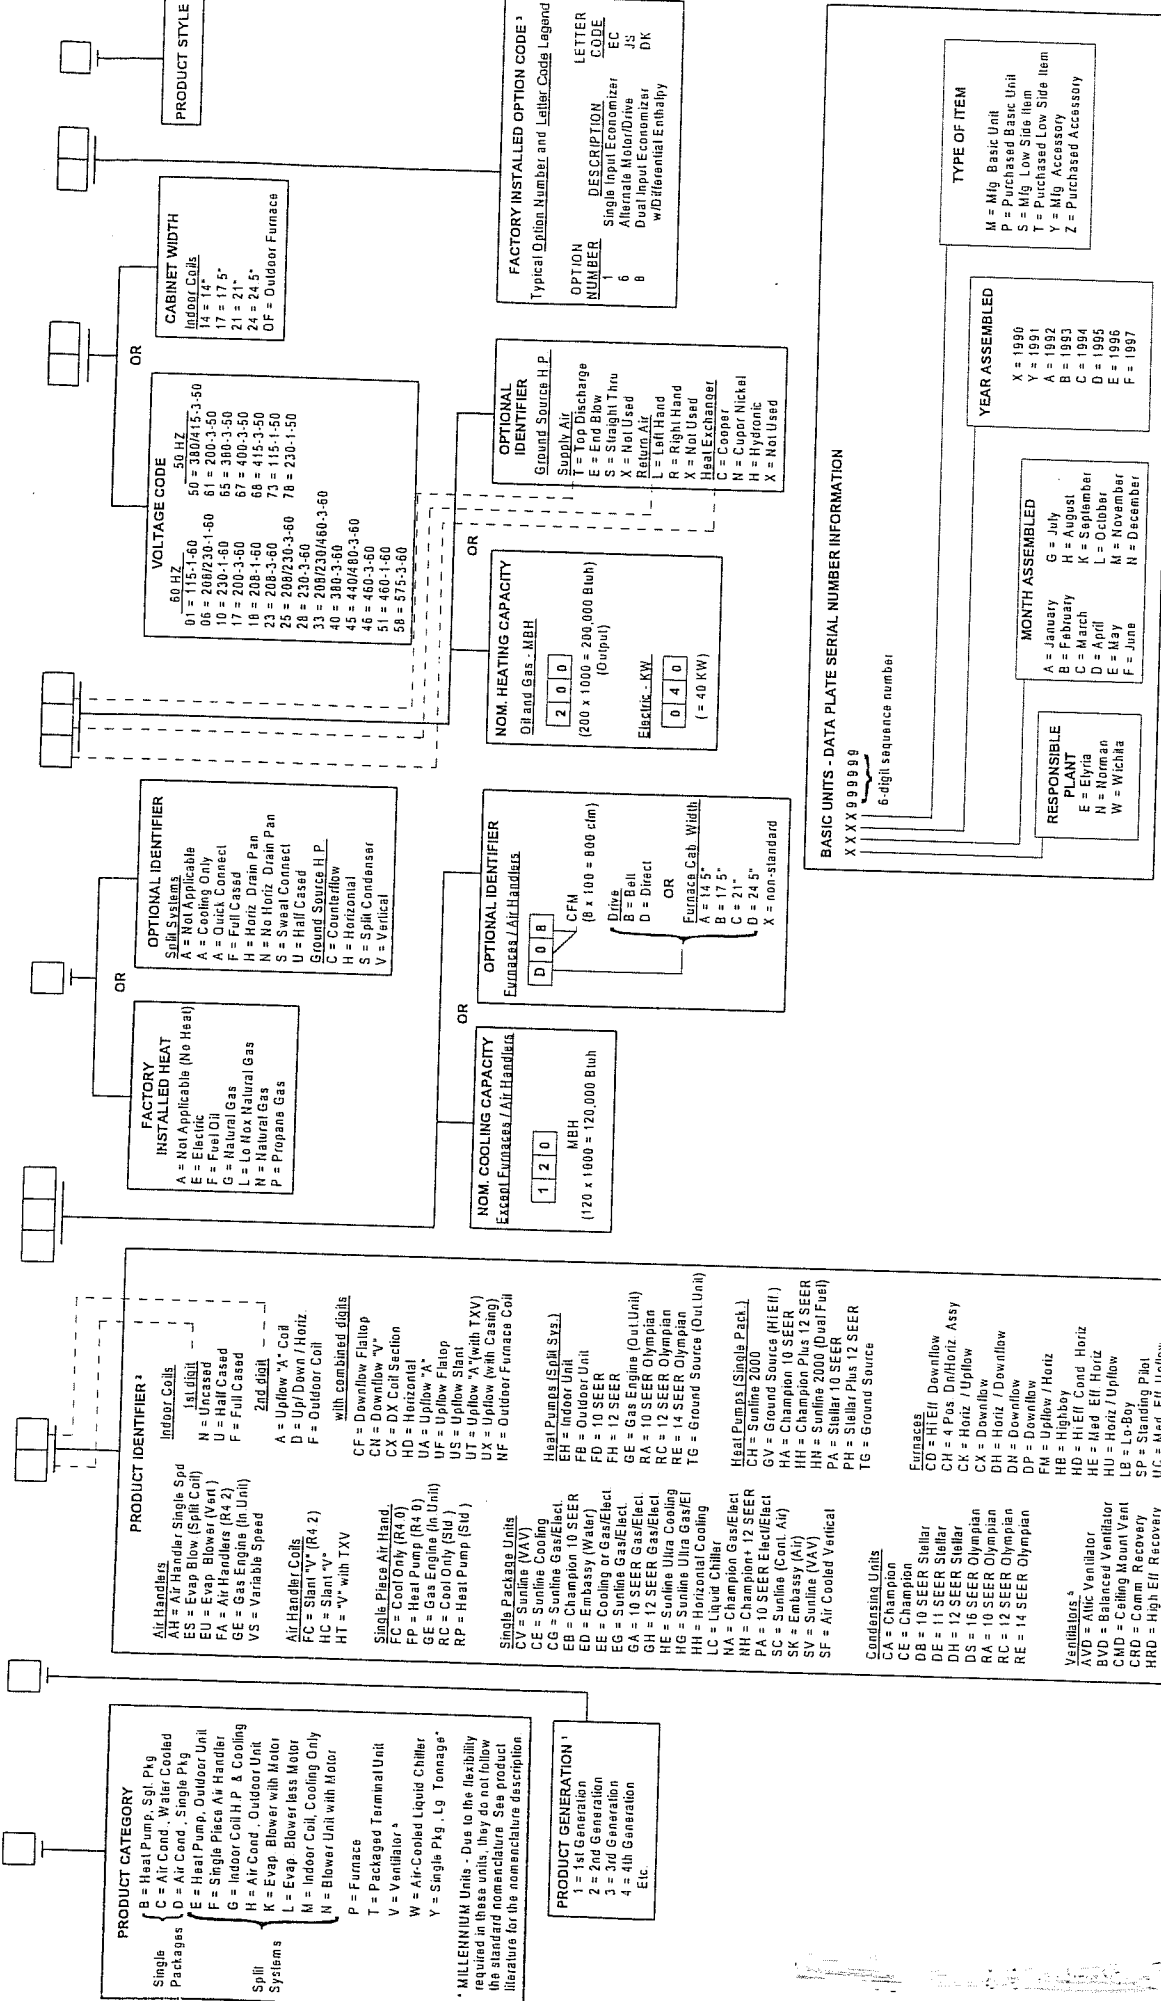 PRODUCT CATEGORY
Single
Packages
B = Heat Pump, Sgl. Pkg
C = Air Cond., Water Cooled
D = Air Cond., Single Pkg
Split
Systems
E = Heat Pump, Outdoor Unit
F = Single Piece Air Handler
G = Indoor Coil H.P. & Cooling
H = Air Cond., Outdoor Unit
K = Evap. Blower with Motor
L = Evap. Blower less Motor
M = Indoor Coil, Cooling Only
N = Blower Unit with Motor
P = Furnace
T = Packaged Terminal Unit
V = Ventilator ⁵
W = Air-Cooled Liquid Chiller
Y = Single Pkg., Lg Tonnage*
* MILLENNIUM Units - Due to the flexibility
required in these units, they do not follow
the standard nomenclature See product
literature for the nomenclature description.
PRODUCT GENERATION ¹
1 = 1st Generation
2 = 2nd Generation
3 = 3rd Generation
4 = 4th Generation
Etc.
PRODUCT IDENTIFIER ²
Air Handlers
AH = Air Handler Single Spd
ES = Evap Blow (Split Coil)
EU = Evap Blower (Vert)
FA = Air Handlers (R4 2)
GE = Gas Engine (In Unit)
VS = Variable Speed
Air Handler Coils
FC = Slant "V" (R4 2)
HC = Slant "V"
HT = "V" with TXV
Single Piece Air Hand.
FC = Cool Only (R4 0)
FP = Heat Pump (R4 0)
GE = Gas Engine (In Unit)
RC = Cool Only (Std )
RP = Heat Pump (Std )
Single Package Units
CV = Sunline (VAV)
CE = Sunline Cooling
CG = Sunline Gas/Elect.
EB = Champion 10 SEER
ED = Embassy (Water)
EE = Cooling or Gas/Elect
EG = Sunline Gas/Elect.
GA = 10 SEER Gas/Elect.
GH = 12 SEER Gas/Elect.
HE = Sunline Ultra Cooling
HG = Sunline Ultra Gas/El
HH = Horizontal Cooling
LC = Liquid Chiller
NA = Champion Gas/Elect
NH = Champion+ 12 SEER
PA = 10 SEER Elect/Elect
SC = Sunline (Cont. Air)
SK = Embassy (Air)
SV = Sunline (VAV)
SF = Air Cooled Vertical
Condensing Units
CA = Champion
CE = Champion
DB = 10 SEER Stellar
DE = 11 SEER Stellar
DH = 12 SEER Stellar
DS = 16 SEER Olympian
RA = 10 SEER Olympian
RC = 12 SEER Olympian
RE = 14 SEER Olympian
Ventilators ⁵
AVD = Attic Ventilator
BVD = Balanced Ventilator
CMD = Ceiling Mount Vent
CRD = Comm Recovery
HRD = High Eff Recovery
Indoor Coils
1st digit
N = Uncased
U = Half Cased
F = Full Cased
2nd digit
A = Upflow "A" Coil
D = Up/ Down / Horiz.
F = Outdoor Coil
with combined digits
CF = Downflow Flattop
CN = Downflow "V"
CX = DX Coil Section
HD = Horizontal
UA = Upflow "A"
UF = Upflow Flatop
US = Upflow Slant
UT = Upflow "A"(with TXV)
UX = Upflow (with Casing)
NF = Outdoor Furnace Coil
Heat Pumps (Split Sys.)
EH = Indoor Unit
FB = Outdoor Unit
FD = 10 SEER
FH = 12 SEER
GE = Gas Engine (Out Unit)
RA = 10 SEER Olympian
RC = 12 SEER Olympian
RE = 14 SEER Olympian
TG = Ground Source (Out Unit)
Heat Pumps (Single Pack.)
CH = Sunline 2000
GV = Ground Source (Hi Eff)
HA = Champion 10 SEER
HH = Champion Plus 12 SEER
HN = Sunline 2000 (Dual Fuel)
PA = Stellar 10 SEER
PH = Stellar Plus 12 SEER
TG = Ground Source
Furnaces
CD = Hi Eff Downflow
CH = 4 Pos Dn/Horiz Assy
CK = Horiz / Upflow
CX = Downflow
DH = Horiz / Downflow
DN = Downflow
DP = Downflow
FM = Upflow / Horiz
HB = Highboy
HD = Hi Eff Cond Horiz
HE = Med Eff Horiz
HU = Horiz / Upflow
LB = Lo-Boy
SP = Standing Pilot
UC = Med Eff Upflow
FACTORY
INSTALLED HEAT
A = Not Applicable (No Heat)
E = Electric
F = Fuel Oil
G = Natural Gas
L = Lo Nox Natural Gas
N = Natural Gas
P = Propane Gas
OR
OPTIONAL IDENTIFIER
Split Systems
A = Not Applicable
A = Cooling Only
A = Quick Connect
F = Full Cased
H = Horiz Drain Pan
N = No Horiz Drain Pan
S = Sweat Connect
U = Half Cased
Ground Source H.P.
C = Counterflow
H = Horizontal
S = Split Condenser
V = Vertical
NOM. COOLING CAPACITY
Except Furnaces / Air Handlers
1 2 0
MBH
(120 x 1000 = 120,000 Btuh
OR
OPTIONAL IDENTIFIER
Furnaces / Air Handlers
D 0 8
CFM
(8 x 100 = 800 cfm)
Drive
B = Belt
D = Direct
OR
Furnace Cab. Width
A = 14 5"
B = 17 5"
C = 21"
D = 24 5"
X = non-standard
NOM. HEATING CAPACITY
Oil and Gas - MBH
2 0 0
(200 x 1000 = 200,000 Btuh
(Output)
Electric - KW
0 4 0
( = 40 KW)
OR
OPTIONAL
IDENTIFIER
Ground Source H.P.
Supply Air
T = Top Discharge
E = End Blow
S = Straight Thru
X = Not Used
Return Air
L = Left Hand
R = Right Hand
X = Not Used
Heat Exchanger
C = Cooper
N = Cupor Nickel
H = Hydronic
X = Not Used
VOLTAGE CODE
60 HZ
01 = 115-1-60
06 = 208/230-1-60
10 = 230-1-60
17 = 200-3-60
18 = 208-1-60
23 = 208-3-60
25 = 208/230-3-60
28 = 230-3-60
33 = 208/230/460-3-60
40 = 380-3-60
45 = 440/480-3-60
46 = 460-3-60
51 = 460-1-60
58 = 575-3-60
50 HZ
50 = 380/415-3-50
61 = 200-3-50
65 = 380-3-50
67 = 400-3-50
68 = 415-3-50
73 = 115-1-50
78 = 230-1-50
OR
CABINET WIDTH
Indoor Coils
14 = 14"
17 = 17 5"
21 = 21"
24 = 24 5"
OF = Outdoor Furnace
FACTORY INSTALLED OPTION CODE ³
Typical Option Number and Letter Code Legend
OPTION NUMBER DESCRIPTION LETTER CODE
1 Single Input Economizer EC
6 Alternate Motor/Drive JS
8 Dual Input Economizer DK
w/Differential Enthalpy
PRODUCT STYLE
BASIC UNITS - DATA PLATE SERIAL NUMBER INFORMATION
X X X X 9 9 9 9 9 9
6-digit sequence number
RESPONSIBLE
PLANT
E = Elyria
N = Norman
W = Wichita
MONTH ASSEMBLED
A = January G = July
B = February H = August
C = March K = September
D = April L = October
E = May M = November
F = June N = December
YEAR ASSEMBLED
X = 1990
Y = 1991
A = 1992
B = 1993
C = 1994
D = 1995
E = 1996
F = 1997
TYPE OF ITEM
M = Mfg Basic Unit
P = Purchased Basic Unit
S = Mfg Low Side Item
T = Purchased Low Side Item
Y = Mfg Accessory
Z = Purchased Accessory